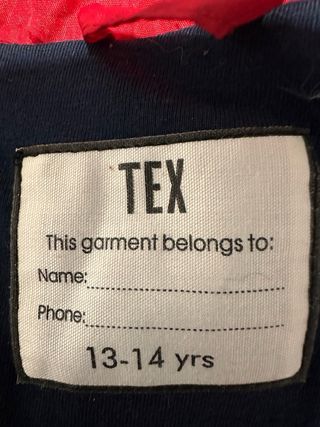 TEX
This garment belongs to:
Name:..............................
Phone:..............................
13-14 yrs